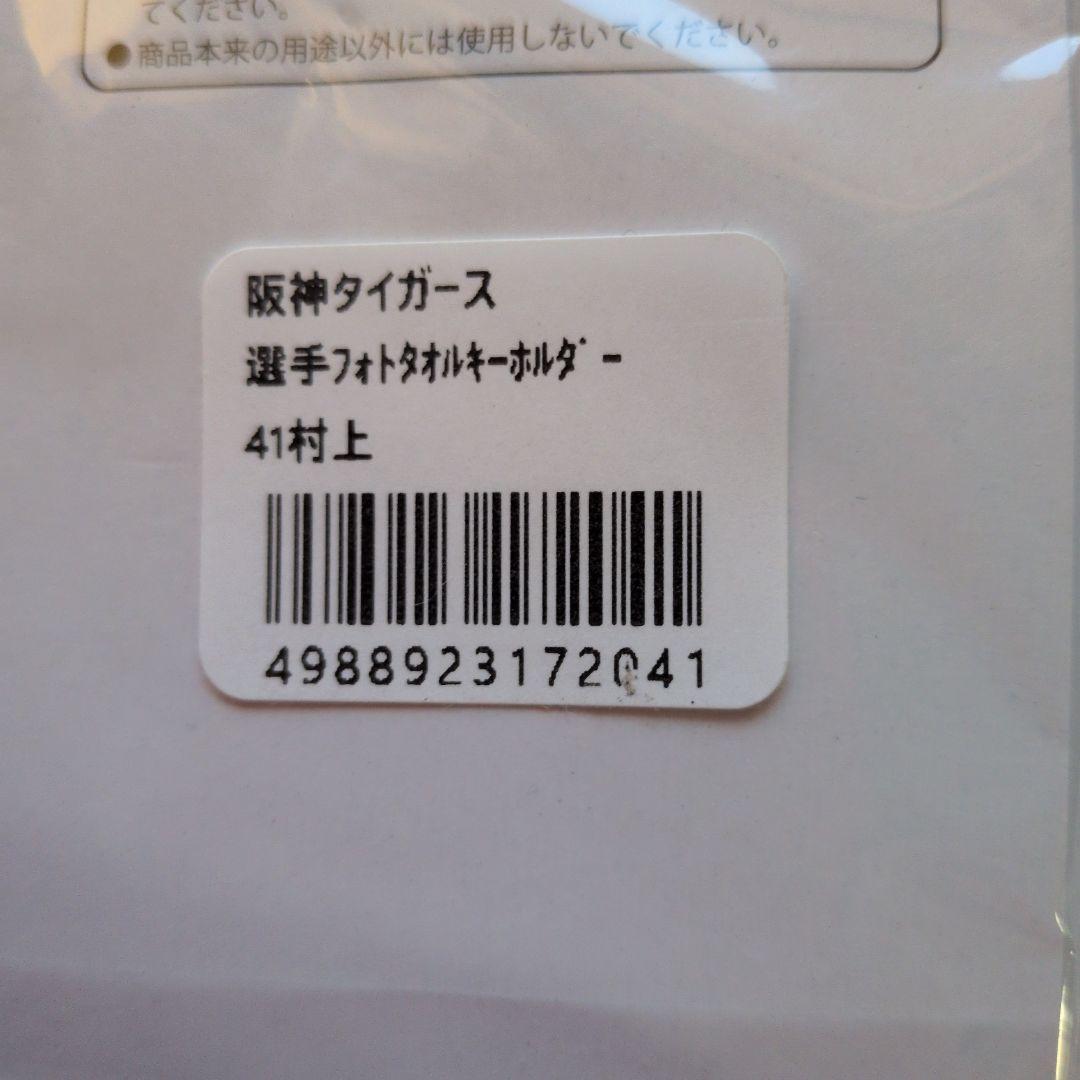 てください。
●商品本来の用途以外には使用しないでください。
阪神タイガース
選手ﾌｫﾄﾀｵﾙｷｰﾎﾙﾀﾞｰ
41村上
4988923172041